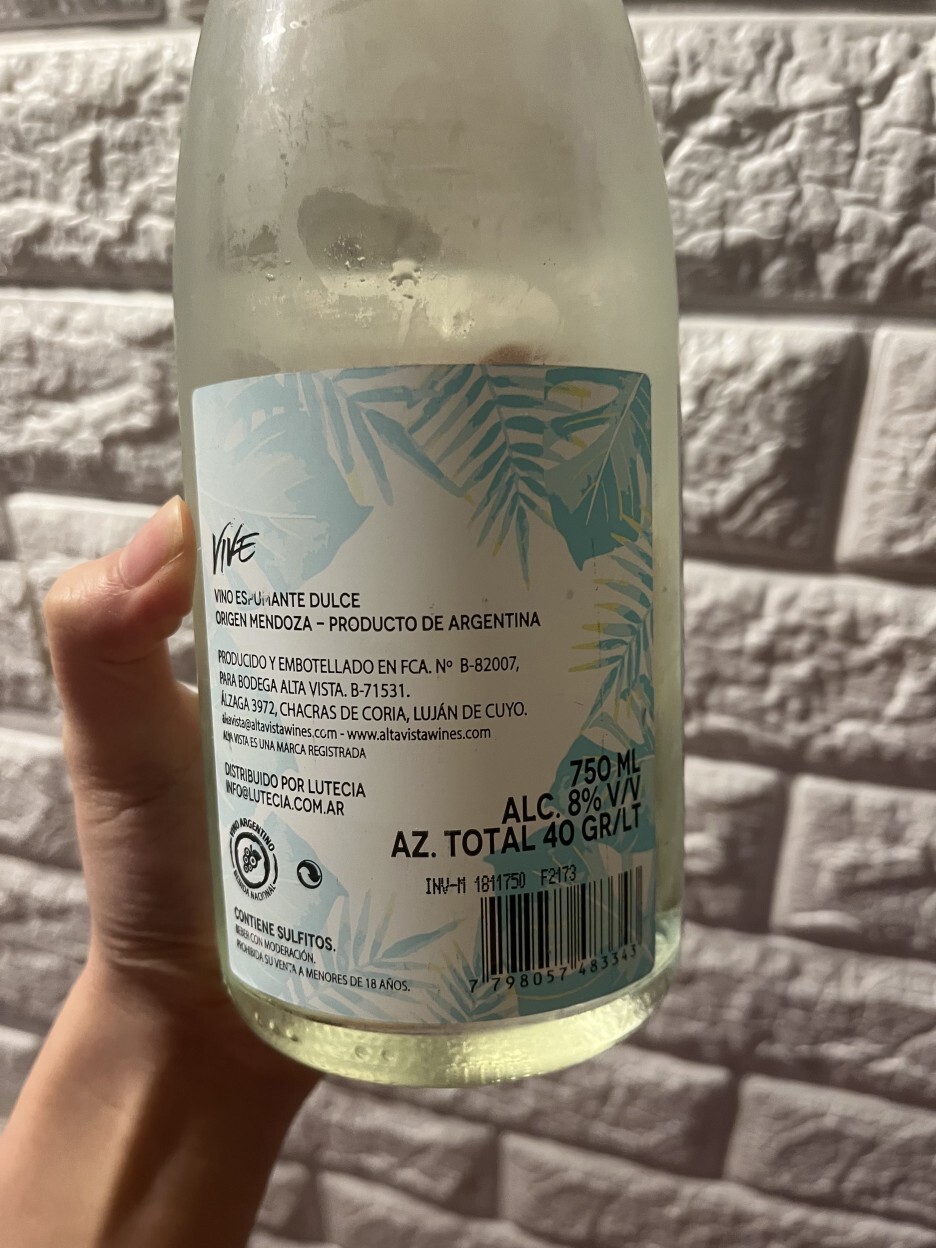 VIVE
VINO ESPUMANTE DULCE
ORIGEN MENDOZA – PRODUCTO DE ARGENTINA
PRODUCIDO Y EMBOTELLADO EN FCA. Nº B-82007,
PARA BODEGA ALTA VISTA. B-71531.
ÁLZAGA 3972, CHACRAS DE CORIA, LUJÁN DE CUYO.
altavista@altavistawines.com - www.altavistawines.com
ALTA VISTA ES UNA MARCA REGISTRADA
DISTRIBUIDO POR LUTECIA
INFO@LUTECIA.COM.AR
750 ML
ALC. 8% V/V
AZ. TOTAL 40 GR/LT
VINO ARGENTINO
BEBIDA NACIONAL
INV-M 1811750 F2173
CONTIENE SULFITOS.
BEBER CON MODERACIÓN.
PROHIBIDA SU VENTA A MENORES DE 18 AÑOS.
7 798057 483343